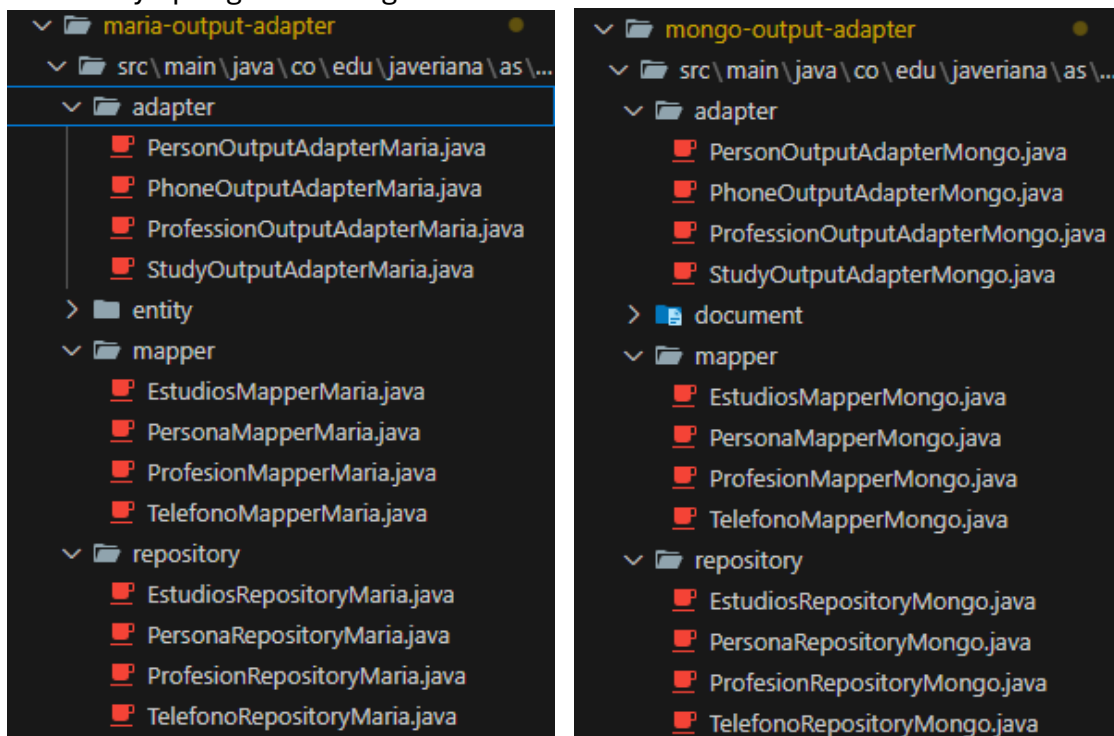 maria-output-adapter
src\main\java\co\edu\javeriana\as\...
adapter
PersonOutputAdapterMaria.java
PhoneOutputAdapterMaria.java
ProfessionOutputAdapterMaria.java
StudyOutputAdapterMaria.java
entity
mapper
EstudiosMapperMaria.java
PersonaMapperMaria.java
ProfesionMapperMaria.java
TelefonoMapperMaria.java
repository
EstudiosRepositoryMaria.java
PersonaRepositoryMaria.java
ProfesionRepositoryMaria.java
TelefonoRepositoryMaria.java
mongo-output-adapter
src\main\java\co\edu\javeriana\as\...
adapter
PersonOutputAdapterMongo.java
PhoneOutputAdapterMongo.java
ProfessionOutputAdapterMongo.java
StudyOutputAdapterMongo.java
document
mapper
EstudiosMapperMongo.java
PersonaMapperMongo.java
ProfesionMapperMongo.java
TelefonoMapperMongo.java
repository
EstudiosRepositoryMongo.java
PersonaRepositoryMongo.java
ProfesionRepositoryMongo.java
TelefonoRepositoryMongo.java